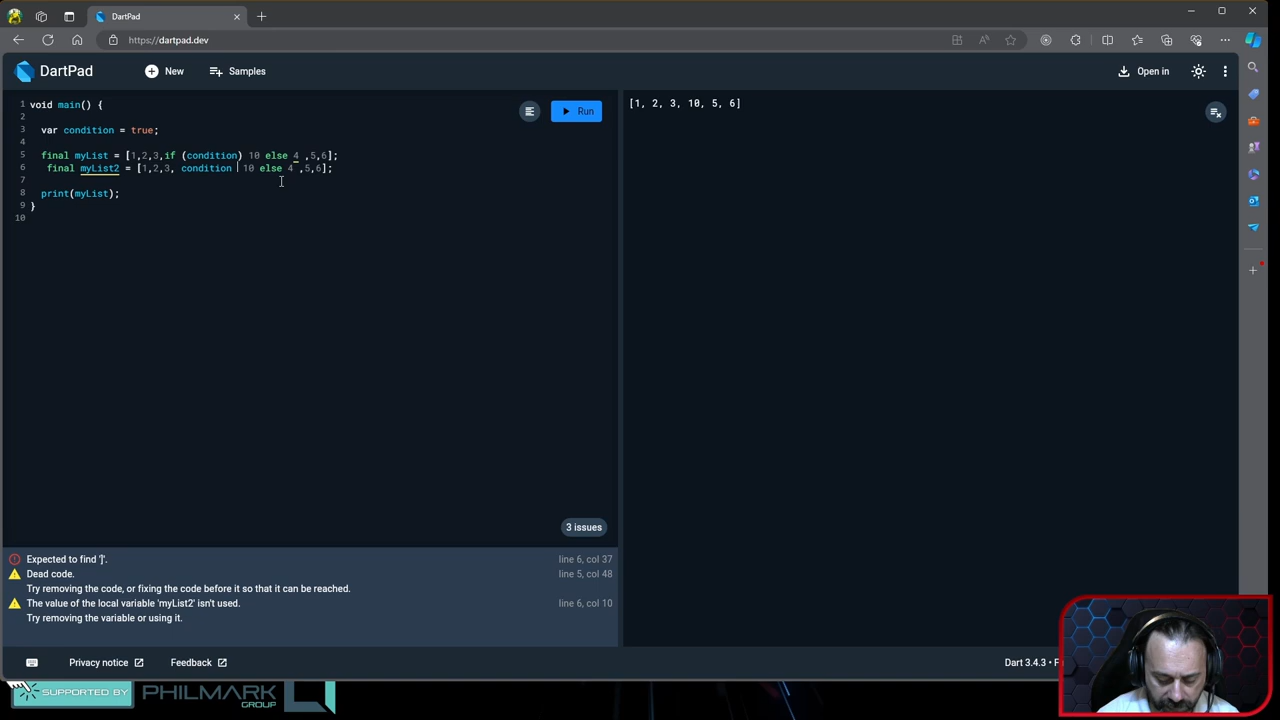 DartPad
https://dartpad.dev
DartPad
New
Samples
Open in
1 void main() {
2
3 var condition = true;
4
5 final myList = [1,2,3,if (condition) 10 else 4 ,5,6];
6 final myList2 = [1,2,3, condition 10 else 4 ,5,6];
7
8 print(myList);
9 }
10
Run
[1, 2, 3, 10, 5, 6]
3 issues
Expected to find ']'. line 6, col 37
Dead code. line 5, col 48
Try removing the code, or fixing the code before it so that it can be reached.
The value of the local variable 'myList2' isn't used. line 6, col 10
Try removing the variable or using it.
Privacy notice
Feedback
Dart 3.4.3 • F
SUPPORTED BY
PHILMARK
GROUP